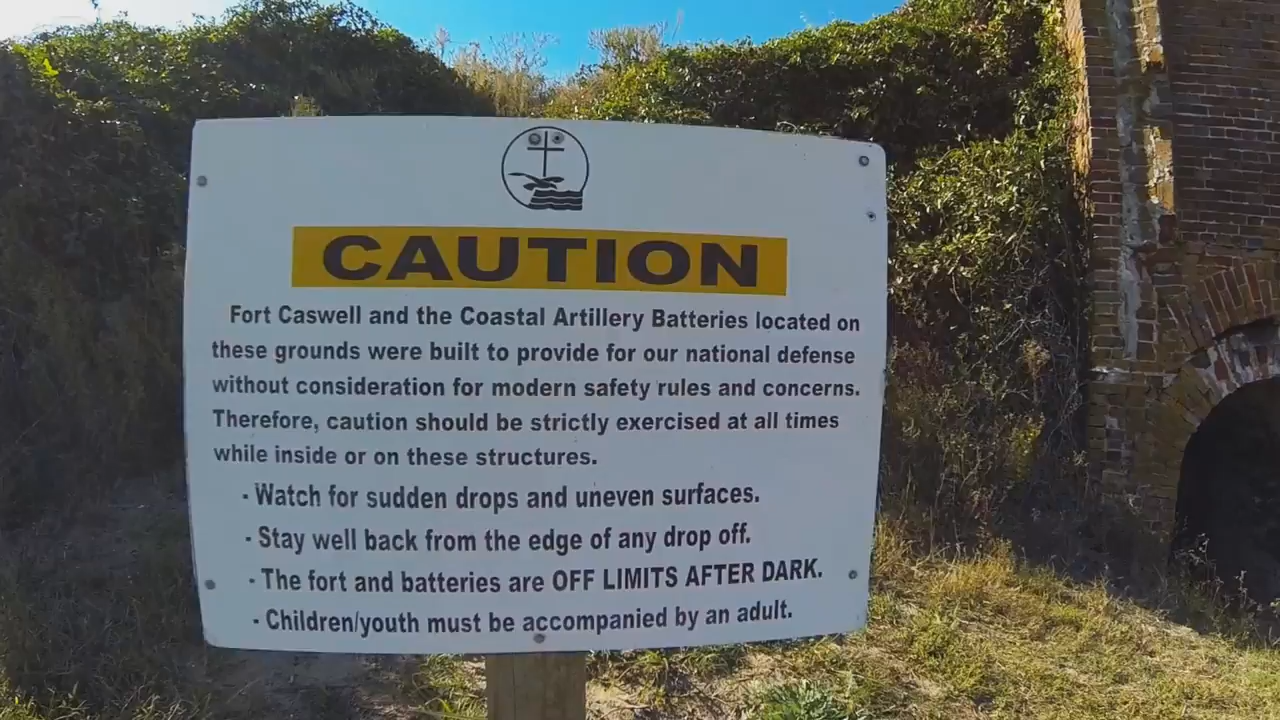 CAUTION
Fort Caswell and the Coastal Artillery Batteries located on
these grounds were built to provide for our national defense
without consideration for modern safety rules and concerns.
Therefore, caution should be strictly exercised at all times
while inside or on these structures.
· Watch for sudden drops and uneven surfaces.
· Stay well back from the edge of any drop off.
· The fort and batteries are OFF LIMITS AFTER DARK.
· Children/youth must be accompanied by an adult.